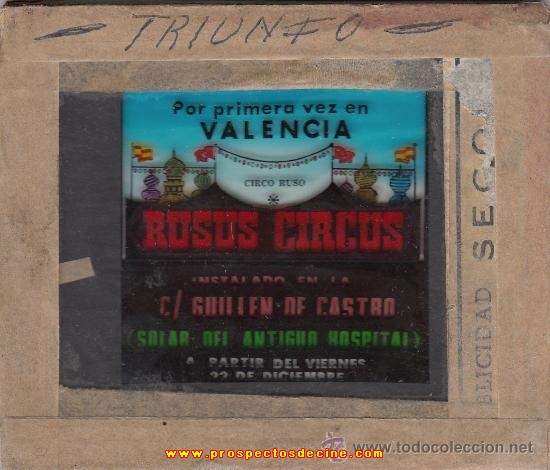 - TRIUNFO -
Por primera vez en
VALENCIA
CIRCO RUSO
RUSUS CIRCUS
INSTALADO EN LA
C/ GUILLEN DE CASTRO
(SOLAR DEL ANTIGUO HOSPITAL)
A PARTIR DEL VIERNES
22 DE DICIEMBRE
BLICIDAD SEGO
www.prospectosdecine.com
© www.todocoleccion.net